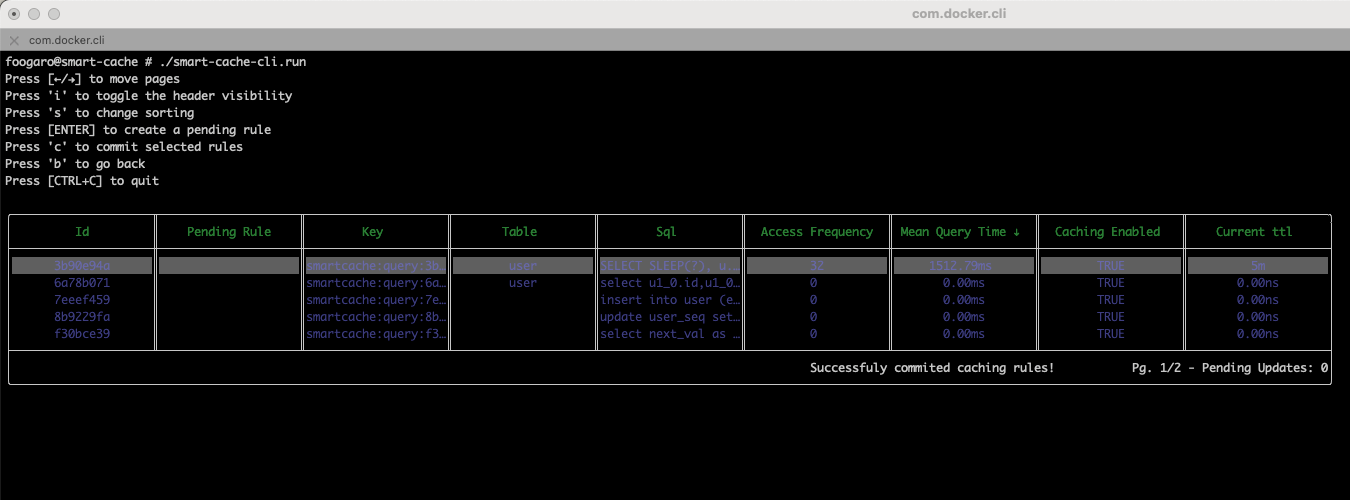 com.docker.cli
com.docker.cli
foogaro@smart-cache # ./smart-cache-cli.run
Press [←/→] to move pages
Press 'i' to toggle the header visibility
Press 's' to change sorting
Press [ENTER] to create a pending rule
Press 'c' to commit selected rules
Press 'b' to go back
Press [CTRL+C] to quit
Id Pending Rule Key Table Sql Access Frequency Mean Query Time ↓ Caching Enabled Current ttl
3b90e94a smartcache:query:3b… user SELECT SLEEP(?), u … 32 1512.79ms TRUE 5m
6a78b071 smartcache:query:6a… user select u1_0.id,u1_0… 0 0.00ms TRUE 0.00ns
7eeef459 smartcache:query:7e… insert into user (e… 0 0.00ms TRUE 0.00ns
8b9229fa smartcache:query:8b… update user_seq set… 0 0.00ms TRUE 0.00ns
f30bce39 smartcache:query:f3… select next_val as … 0 0.00ms TRUE 0.00ns
Successfuly commited caching rules! Pg. 1/2 - Pending Updates: 0